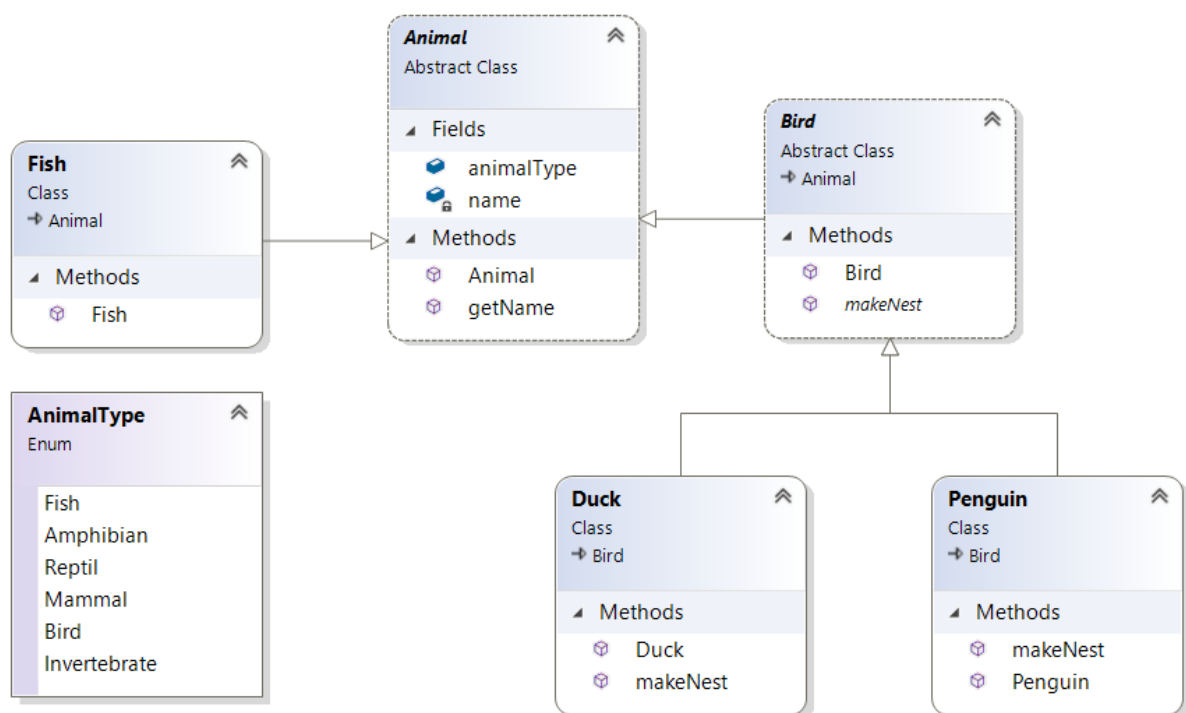 Animal
Abstract Class
Fields
animalType
name
Methods
Animal
getName
Fish
Class
Animal
Methods
Fish
Bird
Abstract Class
Animal
Methods
Bird
makeNest
AnimalType
Enum
Fish
Amphibian
Reptil
Mammal
Bird
Invertebrate
Duck
Class
Bird
Methods
Duck
makeNest
Penguin
Class
Bird
Methods
makeNest
Penguin